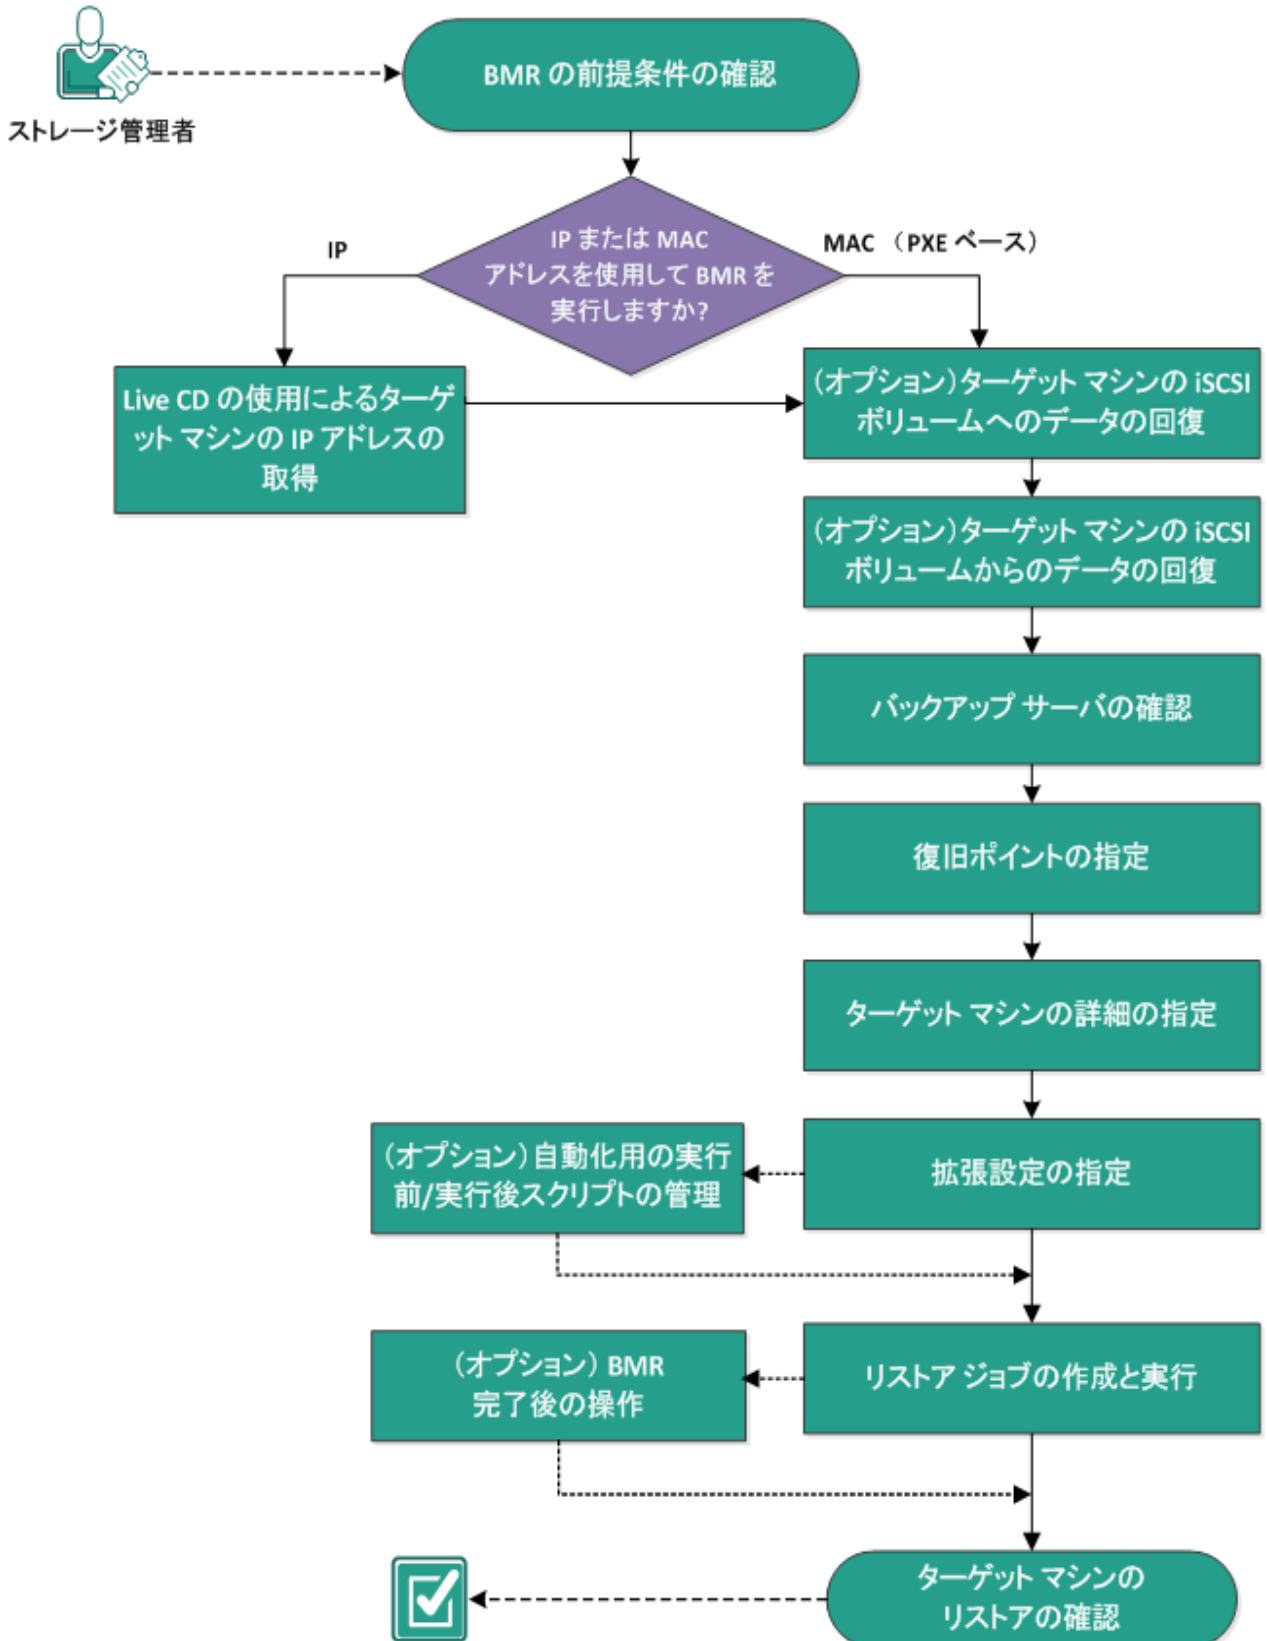 BMR の前提条件の確認
ストレージ管理者
IP または MAC
アドレスを使用して BMR を
実行しますか?
IP
MAC （PXE ベース）
Live CD の使用によるターゲ
ット マシンの IP アドレスの
取得
（オプション）ターゲット マシンの iSCSI
ボリュームへのデータの回復
（オプション）ターゲット マシンの iSCSI
ボリュームからのデータの回復
バックアップ サーバの確認
復旧ポイントの指定
ターゲット マシンの詳細の指定
拡張設定の指定
（オプション）自動化用の実行
前/実行後スクリプトの管理
リストア ジョブの作成と実行
（オプション） BMR
完了後の操作
ターゲット マシンの
リストアの確認